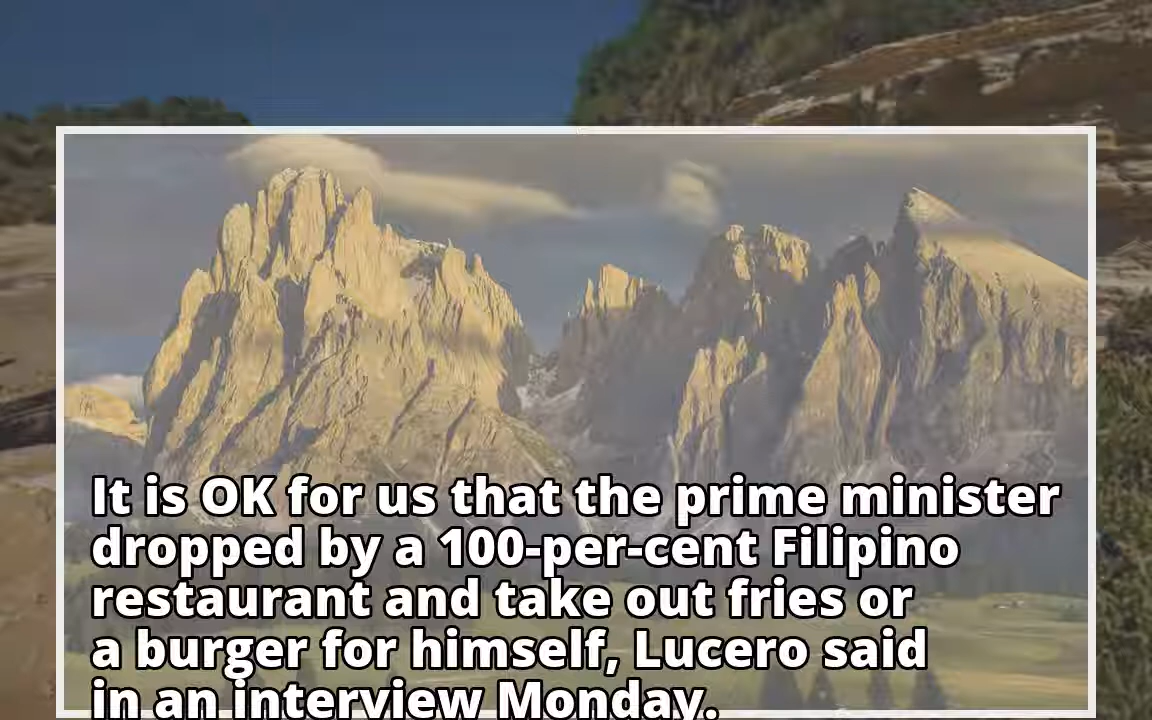 It is OK for us that the prime minister
dropped by a 100-per-cent Filipino
restaurant and take out fries or
a burger for himself, Lucero said
in an interview Monday.